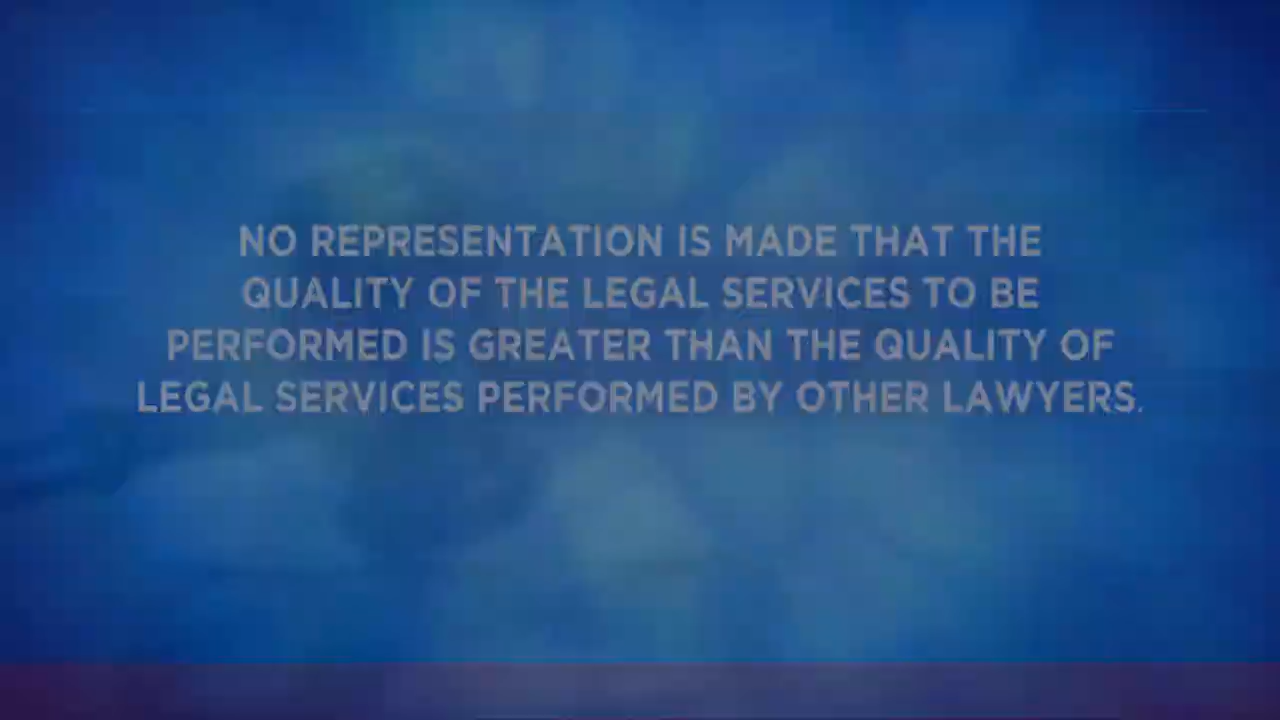 NO REPRESENTATION IS MADE THAT THE
QUALITY OF THE LEGAL SERVICES TO BE
PERFORMED IS GREATER THAN THE QUALITY OF
LEGAL SERVICES PERFORMED BY OTHER LAWYERS.